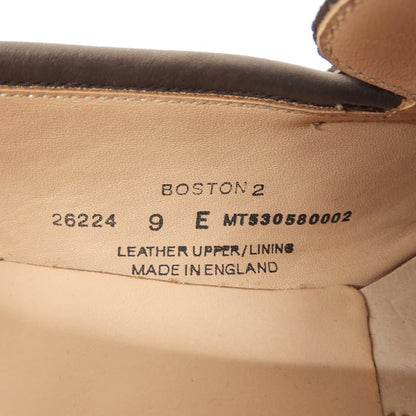 BOSTON 2
26224 9 E MT530580002
LEATHER UPPER/LINING
MADE IN ENGLAND